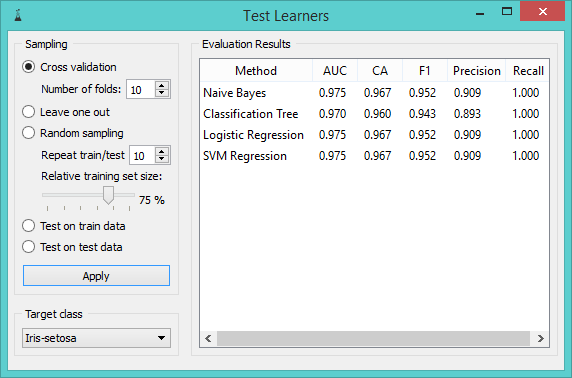 Test Learners
Sampling
Cross validation
Number of folds: 10
Leave one out
Random sampling
Repeat train/test 10
Relative training set size:
75 %
Test on train data
Test on test data
Apply
Target class
Iris-setosa
Evaluation Results
Method AUC CA F1 Precision Recall
Naive Bayes 0.975 0.967 0.952 0.909 1.000
Classification Tree 0.970 0.960 0.943 0.893 1.000
Logistic Regression 0.975 0.967 0.952 0.909 1.000
SVM Regression 0.975 0.967 0.952 0.909 1.000